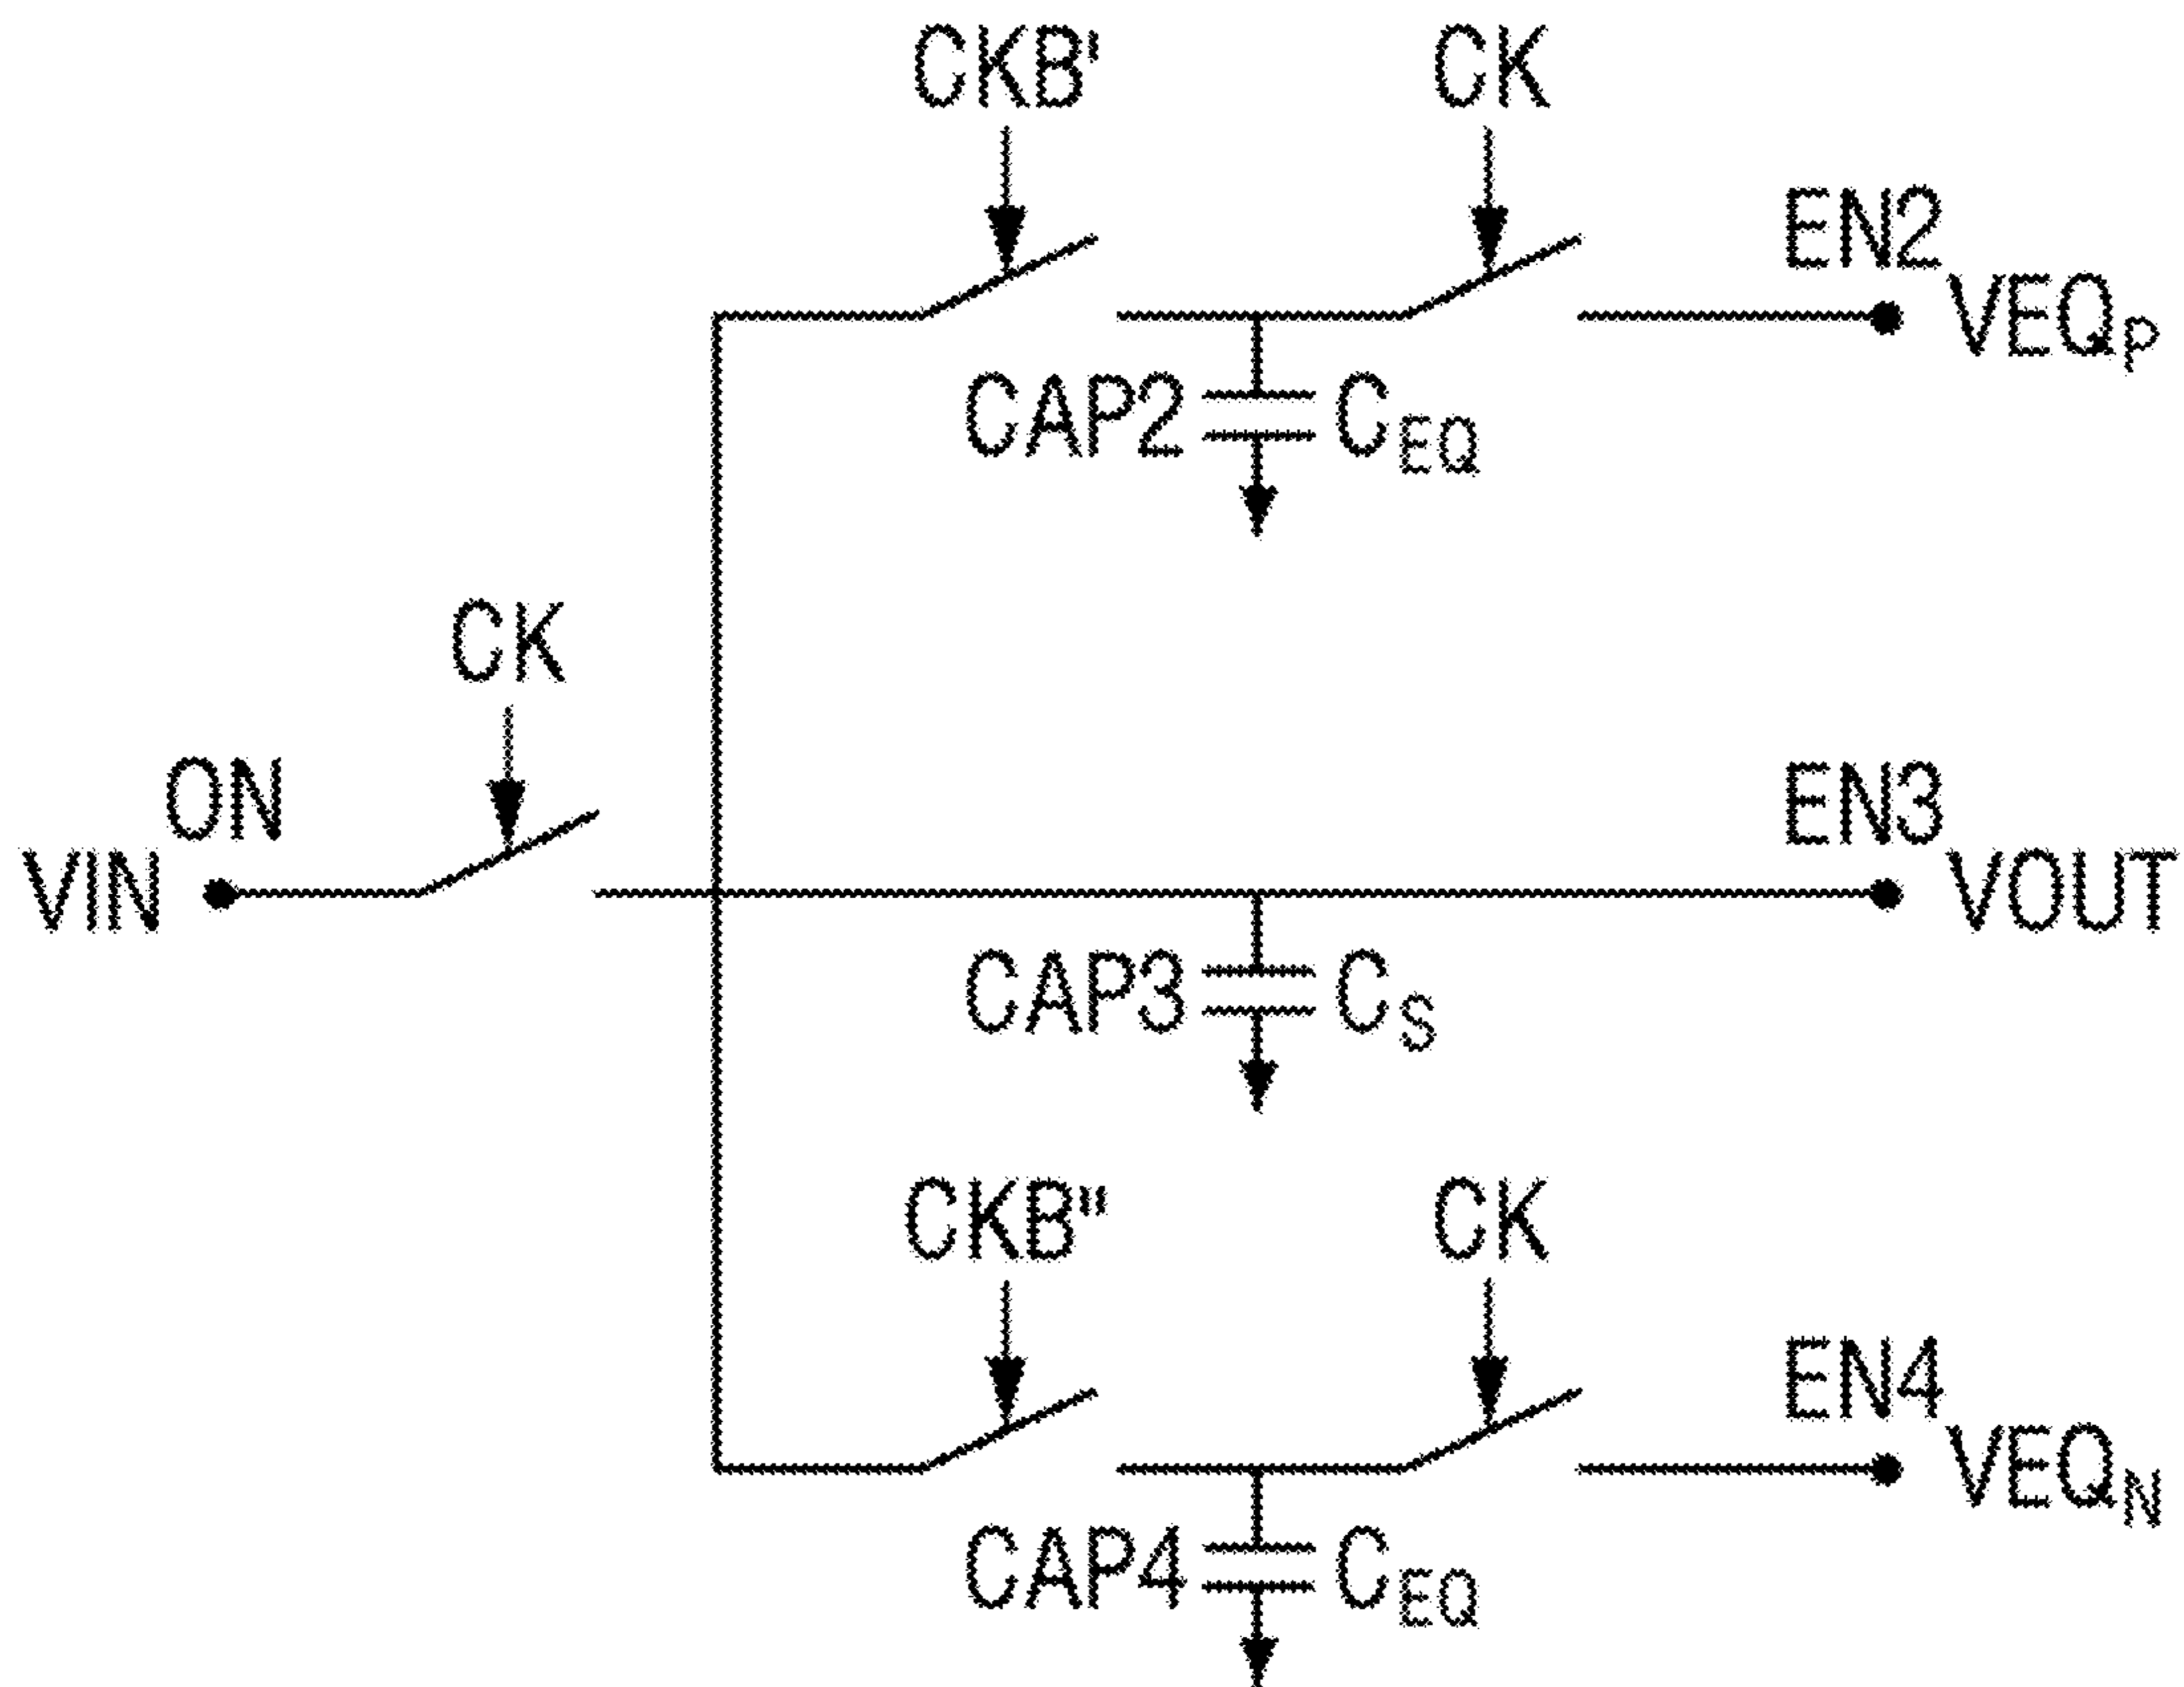 CKB' CK
EN2
VEQP
CAP2 CEQ
CK
ON
VIN
EN3
VOUT
CAP3 CS
CKB" CK
EN4
VEQN
CAP4 CEQ